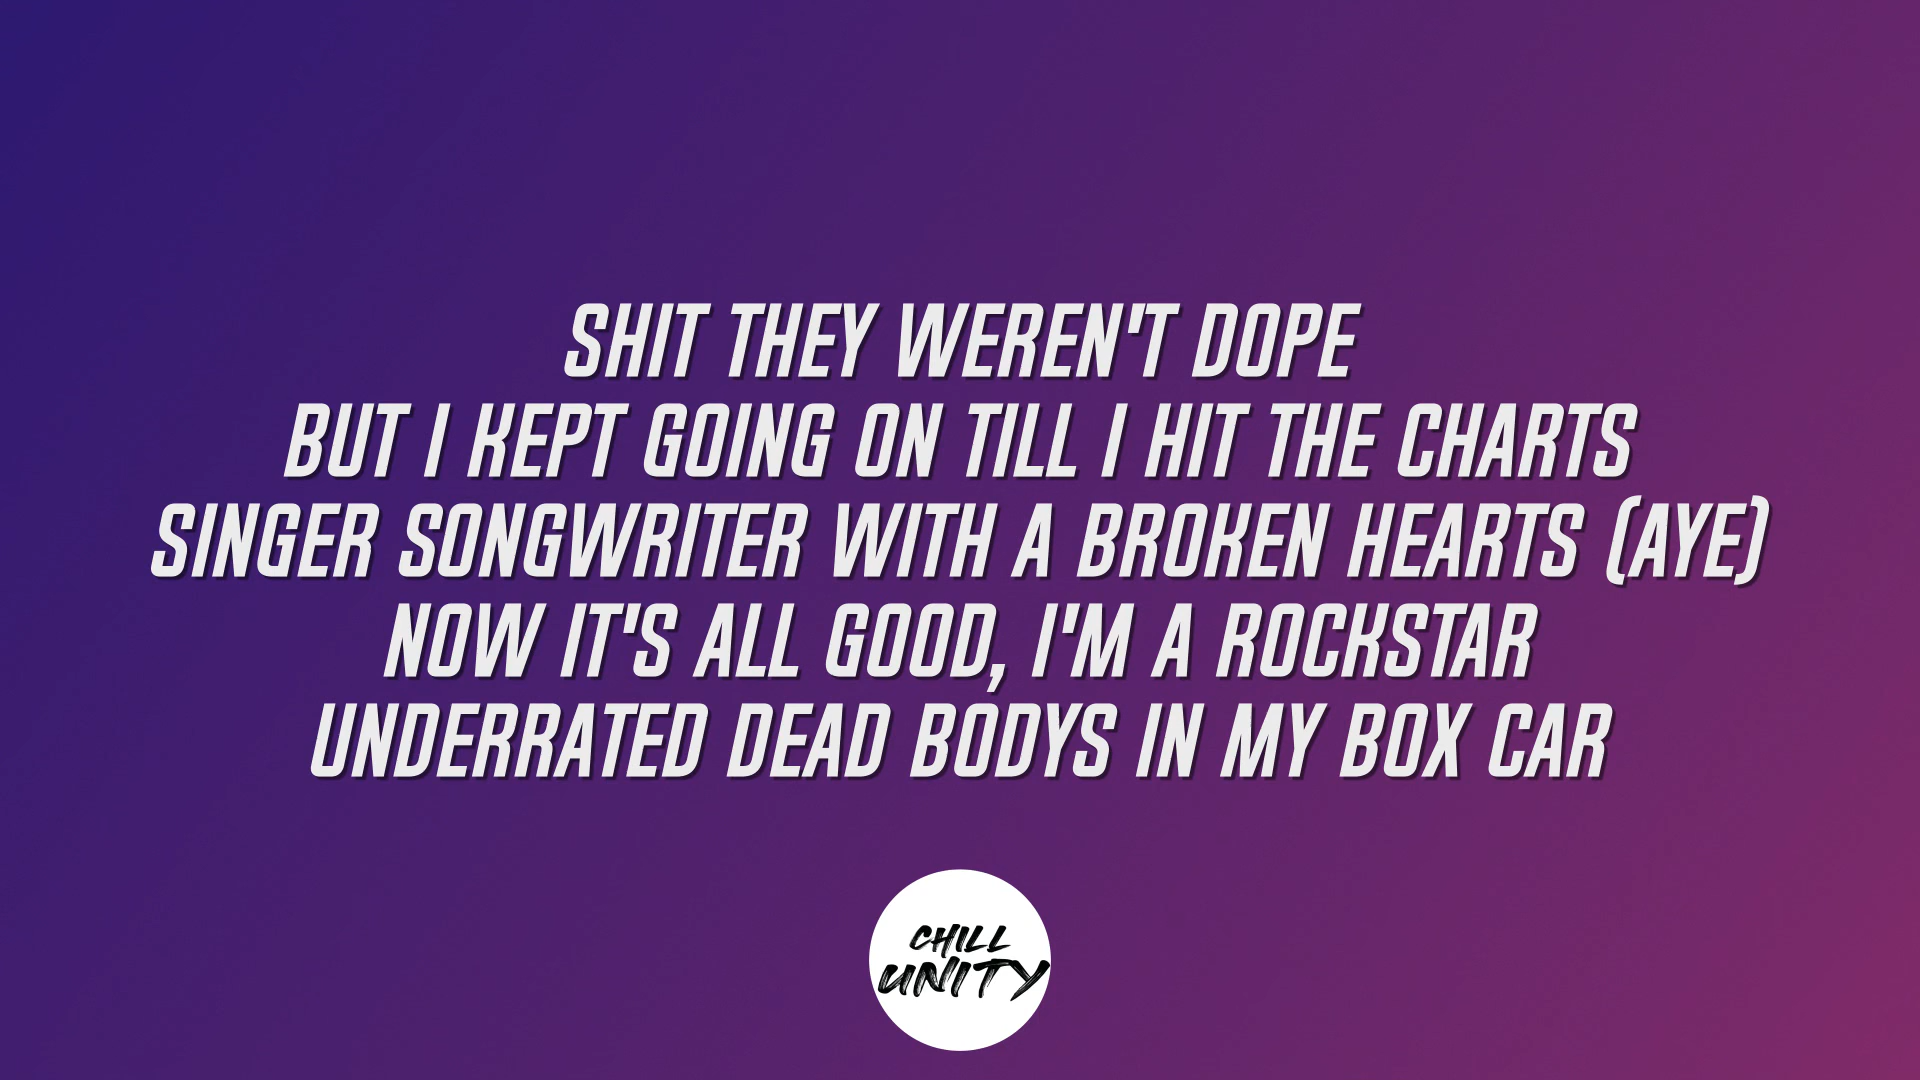 SHIT THEY WEREN'T DOPE
BUT I KEPT GOING ON TILL I HIT THE CHARTS
SINGER SONGWRITER WITH A BROKEN HEARTS (AYE)
NOW IT'S ALL GOOD, I'M A ROCKSTAR
UNDERRATED DEAD BODYS IN MY BOX CAR
CHILL
UNITY